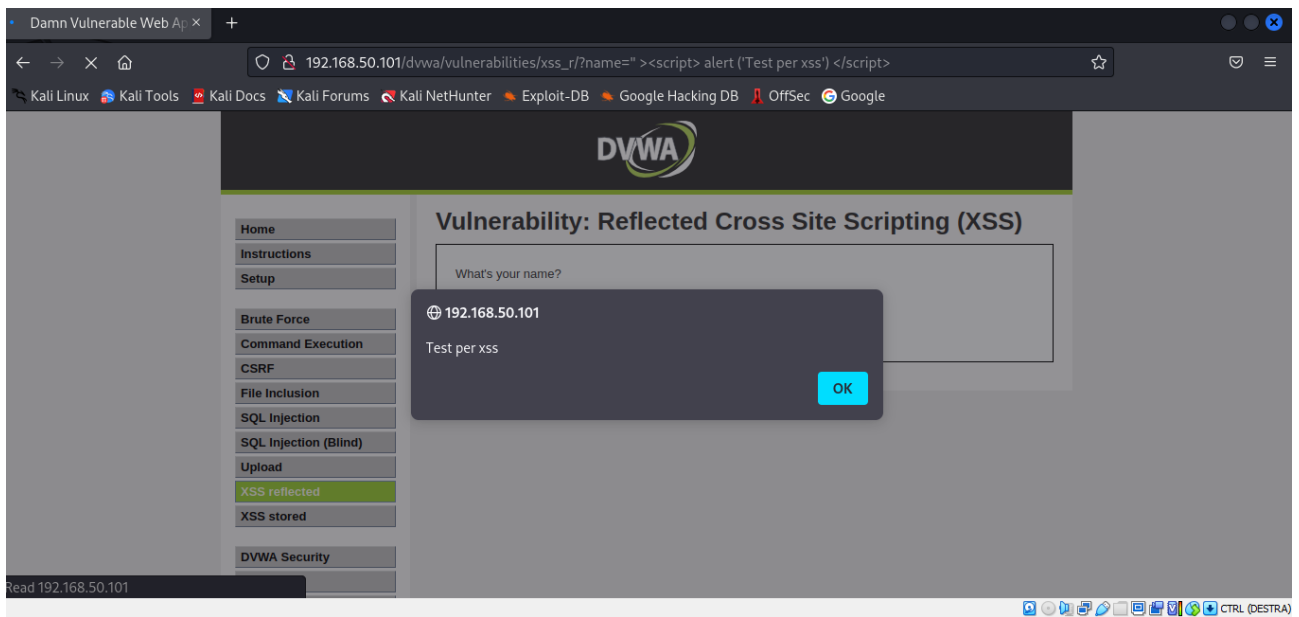 Damn Vulnerable Web Ap
192.168.50.101/dvwa/vulnerabilities/xss_r/?name=" ><script> alert ('Test per xss') </script>
Kali Linux Kali Tools Kali Docs Kali Forums Kali NetHunter Exploit-DB Google Hacking DB OffSec Google
DVWA
Home
Instructions
Setup
Brute Force
Command Execution
CSRF
File Inclusion
SQL Injection
SQL Injection (Blind)
Upload
XSS reflected
XSS stored
DVWA Security
Vulnerability: Reflected Cross Site Scripting (XSS)
What's your name?
192.168.50.101
Test per xss
OK
Read 192.168.50.101
CTRL (DESTRA)